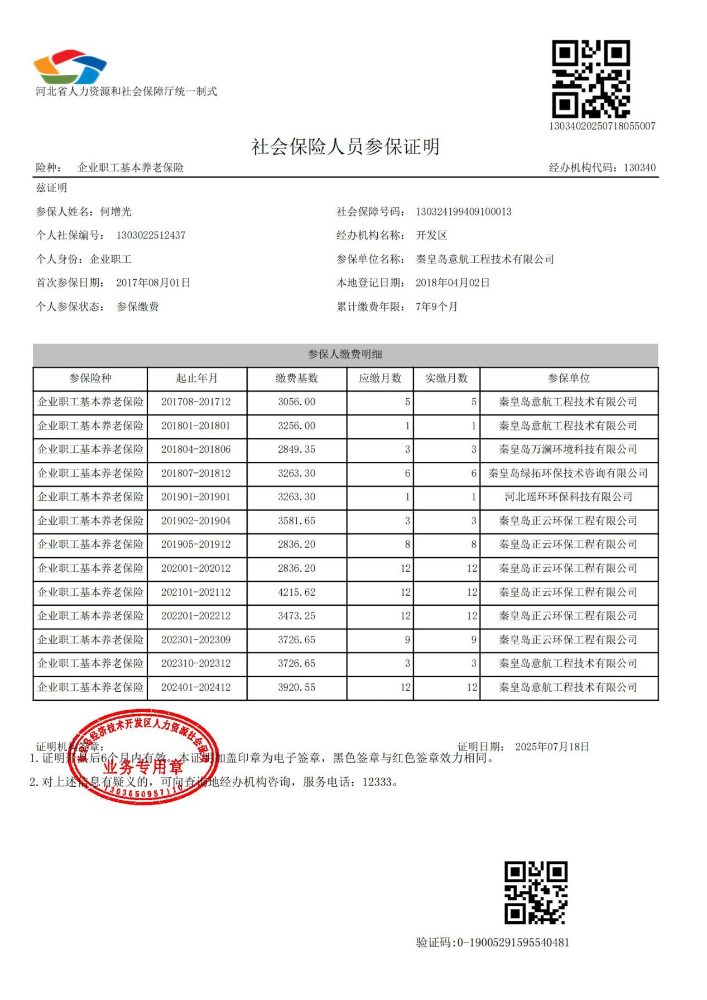 河北省人力资源和社会保障厅统一制式
13034020250718055007
社会保险人员参保证明
险种： 企业职工基本养老保险 经办机构代码：130340
兹证明
参保人姓名：何增光 社会保障号码： 130324199409100013
个人社保编号： 1303022512437 经办机构名称： 开发区
个人身份：企业职工 参保单位名称： 秦皇岛意航工程技术有限公司
首次参保日期： 2017年08月01日 本地登记日期： 2018年04月02日
个人参保状态： 参保缴费 累计缴费年限： 7年9个月
参保人缴费明细
参保险种 起止年月 缴费基数 应缴月数 实缴月数 参保单位
企业职工基本养老保险 201708-201712 3056.00 5 5 秦皇岛意航工程技术有限公司
企业职工基本养老保险 201801-201801 3256.00 1 1 秦皇岛意航工程技术有限公司
企业职工基本养老保险 201804-201806 2849.35 3 3 秦皇岛万澜环境科技有限公司
企业职工基本养老保险 201807-201812 3263.30 6 6 秦皇岛绿拓环保技术咨询有限公司
企业职工基本养老保险 201901-201901 3263.30 1 1 河北瑶环环保科技有限公司
企业职工基本养老保险 201902-201904 3581.65 3 3 秦皇岛正云环保工程有限公司
企业职工基本养老保险 201905-201912 2836.20 8 8 秦皇岛正云环保工程有限公司
企业职工基本养老保险 202001-202012 2836.20 12 12 秦皇岛正云环保工程有限公司
企业职工基本养老保险 202101-202112 4215.62 12 12 秦皇岛正云环保工程有限公司
企业职工基本养老保险 202201-202212 3473.25 12 12 秦皇岛正云环保工程有限公司
企业职工基本养老保险 202301-202309 3726.65 9 9 秦皇岛正云环保工程有限公司
企业职工基本养老保险 202310-202312 3726.65 3 3 秦皇岛意航工程技术有限公司
企业职工基本养老保险 202401-202412 3920.55 12 12 秦皇岛意航工程技术有限公司
证明机构签章： 证明日期： 2025年07月18日
1.证明开具后6个月内有效。本证明加盖印章为电子签章，黑色签章与红色签章效力相同。
2.对上述信息有疑义的，可向查询地经办机构咨询，服务电话：12333。
经济技术开发区人力资源社会保
业务专用章
1303050957110
验证码:0-19005291595540481